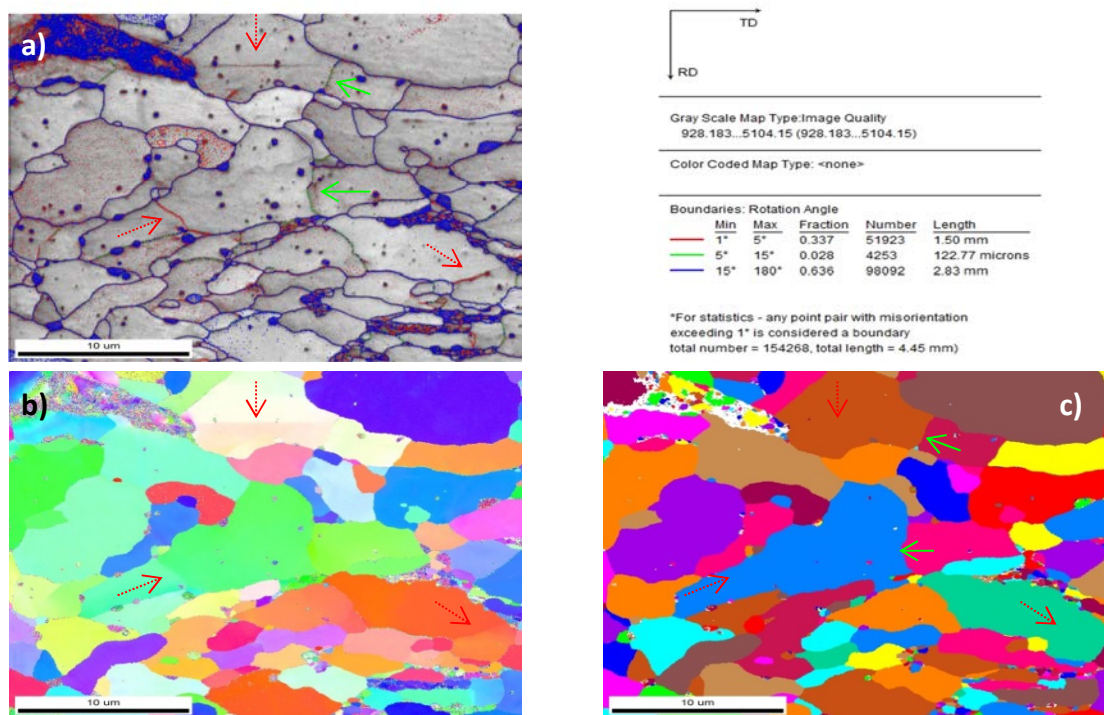 a)
10 um
TD
RD
Gray Scale Map Type:Image Quality
928.183...5104.15 (928.183...5104.15)
Color Coded Map Type: <none>
Boundaries: Rotation Angle
Min Max Fraction Number Length
1° 5° 0.337 51923 1.50 mm
5° 15° 0.028 4253 122.77 microns
15° 180° 0.636 98092 2.83 mm
*For statistics - any point pair with misorientation
exceeding 1° is considered a boundary
total number = 154268, total length = 4.45 mm)
b)
10 um
c)
10 um